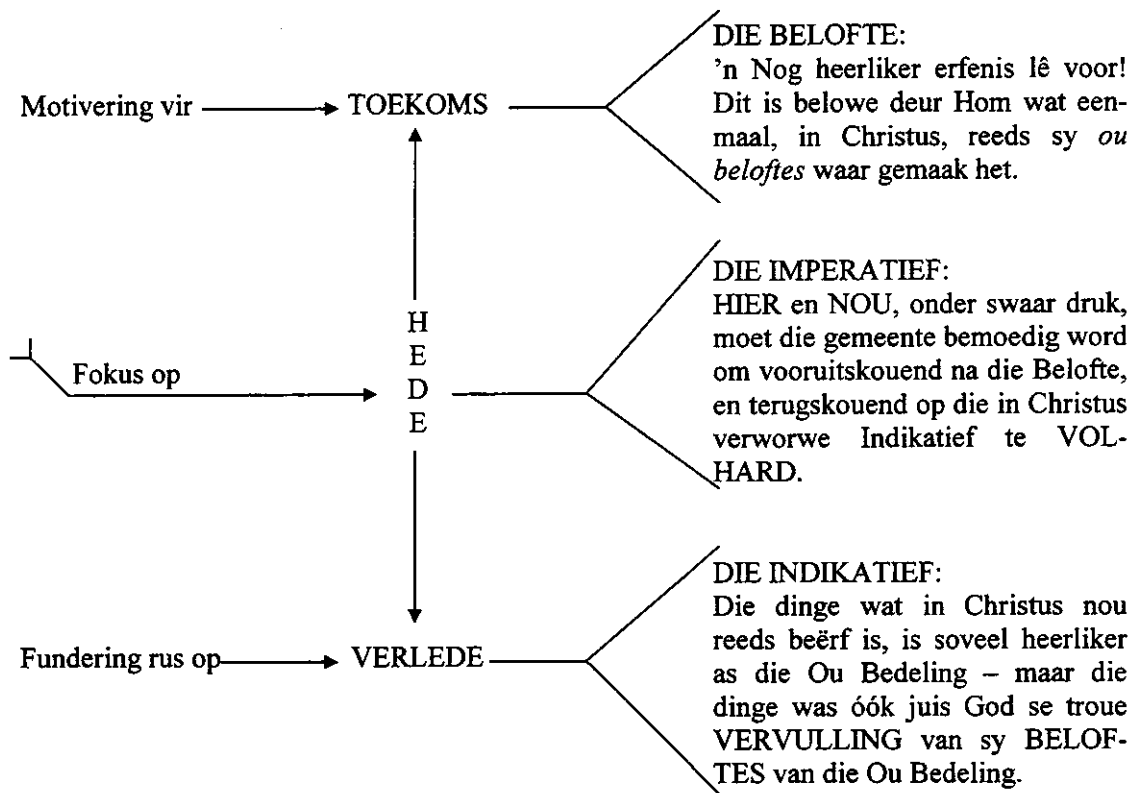 DIE BELOFTE:
'n Nog heerliker erfenis lê voor!
Motivering vir
TOEKOMS
Dit is belowe deur Hom wat een-
maal, in Christus, reeds sy ou
beloftes waar gemaak het.
DIE IMPERATIEF:
HIER en NOU, onder swaar druk,
moet die gemeente bemoedig word
om vooruitskouend na die Belofte,
en terugskouend op die in Christus
verworwe Indikatief te VOL-
HARD.
Fokus op
H
E
D
E
DIE INDIKATIEF:
Die dinge wat in Christus nou
reeds beërf is, is soveel heerliker
as die Ou Bedeling – maar die
dinge was óók juis God se troue
VERVULLING van sy BELOF-
TES van die Ou Bedeling.
Fundering rus op
VERLEDE